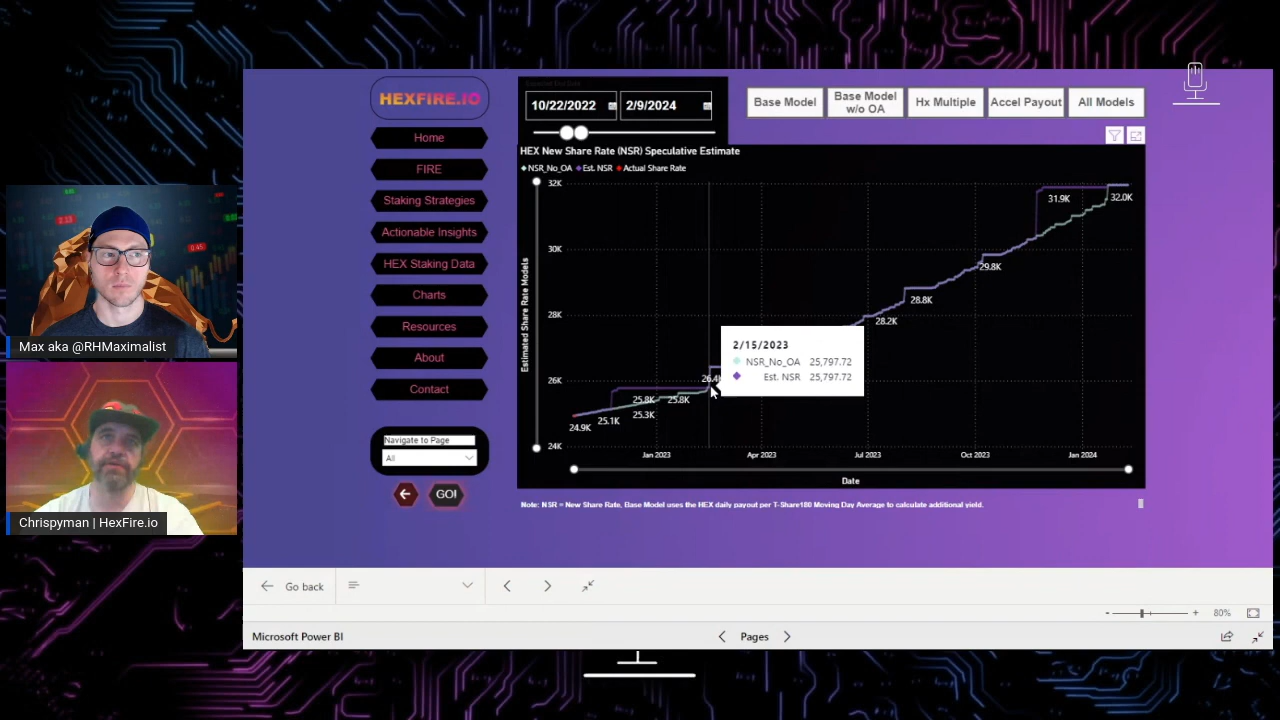 HEXFIRE.IO
Home
FIRE
Staking Strategies
Actionable Insights
HEX Staking Data
Charts
Resources
About
Contact
Navigate to Page
All
GO!
10/22/2022
2/9/2024
Base Model
Base Model w/o OA
Hx Multiple
Accel Payout
All Models
HEX New Share Rate (NSR) Speculative Estimate
NSR_No_OA Est. NSR Actual Share Rate
Estimated Share Rate Models
32K
30K
28K
26K
24K
24.9K
25.1K
25.8K
25.3K
25.8K
26.4
28.2K
28.8K
29.8K
31.9K
32.0K
2/15/2023
NSR_No_OA 25,797.72
Est. NSR 25,797.72
Jan 2023
Apr 2023
Jul 2023
Oct 2023
Jan 2024
Date
Note: NSR = New Share Rate, Base Model uses the HEX daily payout per T-Share180 Moving Day Average to calculate additional yield.
Max aka @RHMaximalist
2.13
0.45
Chrispyman | HexFire.io
Go back
- + 80%
Microsoft Power BI
Pages